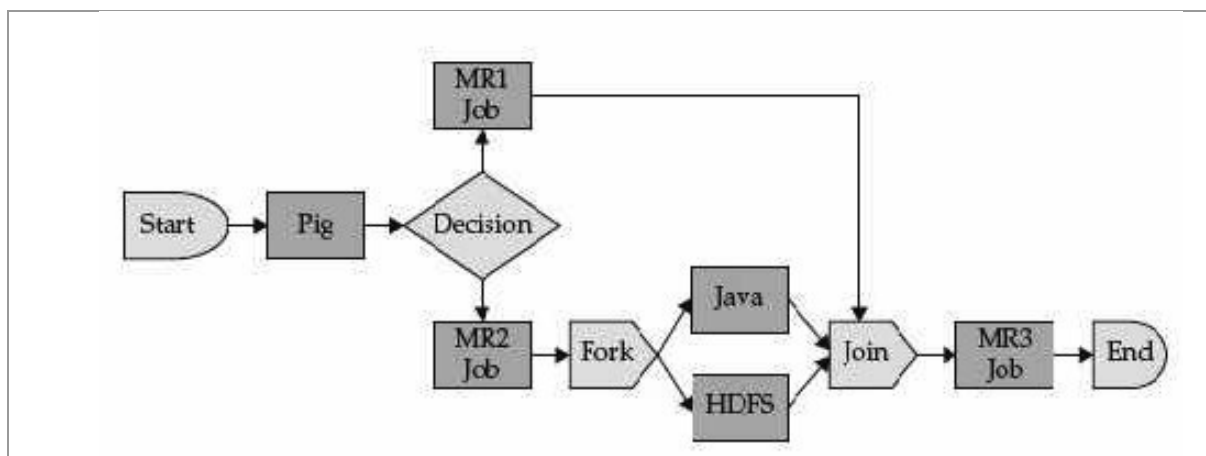 MR1
Job
Start
Pig
Decision
Java
MR2
Job
Fork
Join
MR3
Job
End
HDFS